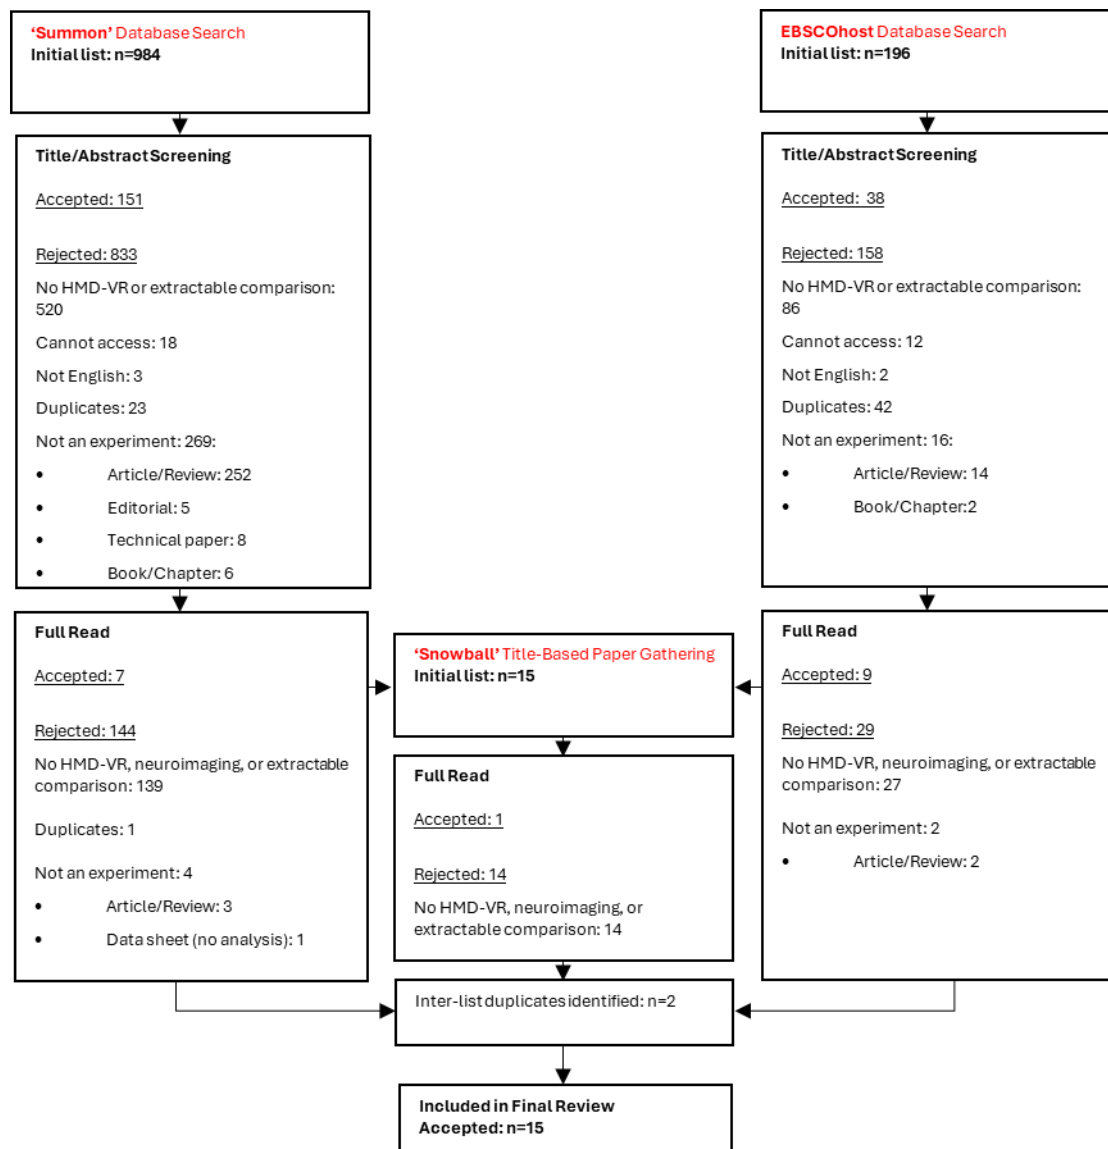 ‘Summon’ Database Search
Initial list: n=984
Title/Abstract Screening
Accepted: 151
Rejected: 833
No HMD-VR or extractable comparison:
520
Cannot access: 18
Not English: 3
Duplicates: 23
Not an experiment: 269:
• Article/Review: 252
• Editorial: 5
• Technical paper: 8
• Book/Chapter: 6
Full Read
Accepted: 7
Rejected: 144
No HMD-VR, neuroimaging, or extractable
comparison: 139
Duplicates: 1
Not an experiment: 4
• Article/Review: 3
• Data sheet (no analysis): 1
EBSCOhost Database Search
Initial list: n=196
Title/Abstract Screening
Accepted: 38
Rejected: 158
No HMD-VR or extractable comparison:
86
Cannot access: 12
Not English: 2
Duplicates: 42
Not an experiment: 16:
• Article/Review: 14
• Book/Chapter:2
Full Read
Accepted: 9
Rejected: 29
No HMD-VR, neuroimaging, or extractable
comparison: 27
Not an experiment: 2
• Article/Review: 2
‘Snowball’ Title-Based Paper Gathering
Initial list: n=15
Full Read
Accepted: 1
Rejected: 14
No HMD-VR, neuroimaging, or
extractable comparison: 14
Inter-list duplicates identified: n=2
Included in Final Review
Accepted: n=15